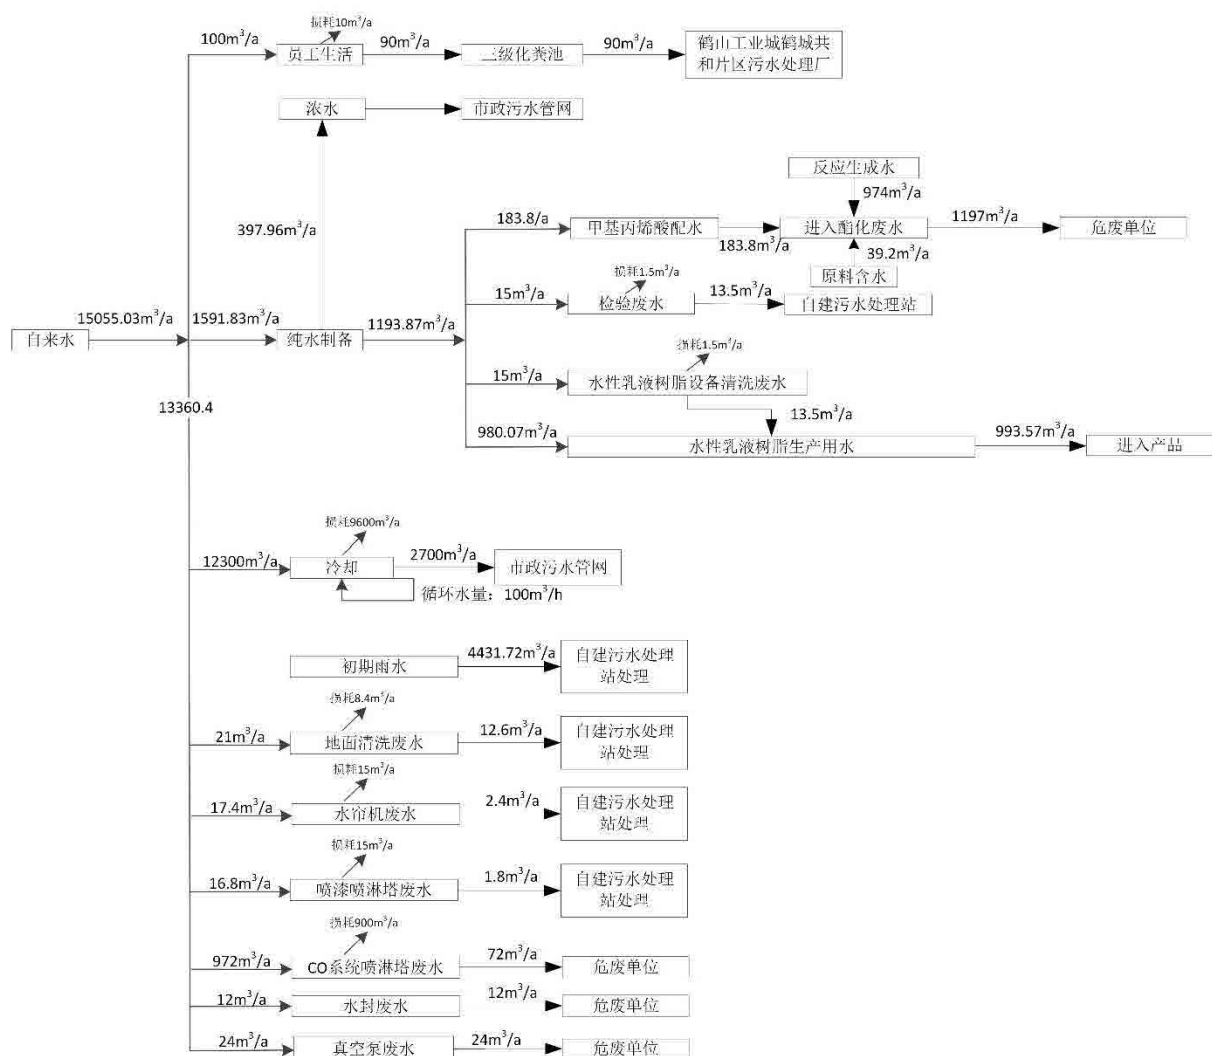 损耗10m³/a
100m³/a
员工生活
90m³/a
三级化粪池
90m³/a
鹤山工业城鹤城共
和片区污水处理厂
浓水
市政污水管网
反应生成水
974m³/a
397.96m³/a
183.8/a
甲基丙烯酸配水
183.8m³/a
进入酯化废水
1197m³/a
危废单位
39.2m³/a
原料含水
损耗1.5m³/a
15m³/a
检验废水
13.5m³/a
自建污水处理站
自来水
15055.03m³/a
1591.83m³/a
纯水制备
1193.87m³/a
损耗1.5m³/a
15m³/a
水性乳液树脂设备清洗废水
13.5m³/a
13360.4
980.07m³/a
水性乳液树脂生产用水
993.57m³/a
进入产品
损耗9600m³/a
12300m³/a
冷却
2700m³/a
市政污水管网
循环水量：100m³/h
初期雨水
4431.72m³/a
自建污水处理
站处理
损耗8.4m³/a
21m³/a
地面清洗废水
12.6m³/a
自建污水处理
站处理
损耗15m³/a
17.4m³/a
水帘机废水
2.4m³/a
自建污水处理
站处理
损耗15m³/a
16.8m³/a
喷漆喷淋塔废水
1.8m³/a
自建污水处理
站处理
损耗900m³/a
972m³/a
CO系统喷淋塔废水
72m³/a
危废单位
12m³/a
水封废水
12m³/a
危废单位
24m³/a
真空泵废水
24m³/a
危废单位